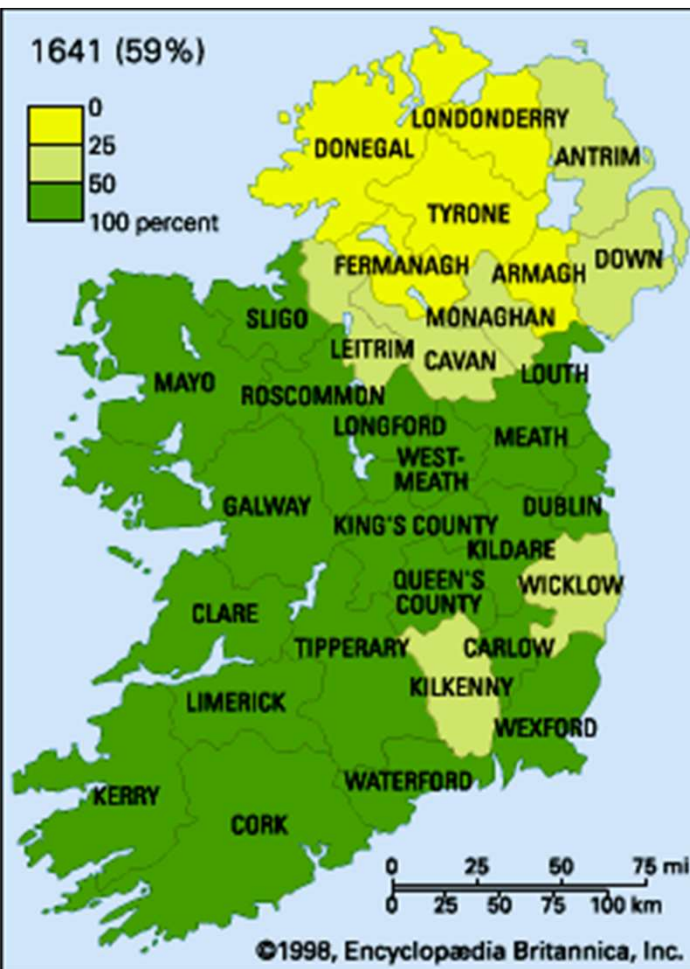 1641 (59%)
0
25
50
100 percent
LONDONDERRY
DONEGAL
ANTRIM
TYRONE
FERMANAGH
ARMAGH
DOWN
SLIGO
MONAGHAN
LEITRIM
CAVAN
MAYO
ROSCOMMON
LOUTH
LONGFORD
MEATH
WEST-
MEATH
GALWAY
DUBLIN
KING'S COUNTY
KILDARE
QUEEN'S
COUNTY
WICKLOW
CLARE
TIPPERARY
CARLOW
KILKENNY
LIMERICK
WEXFORD
WATERFORD
KERRY
CORK
0 25 50 75 mi
0 25 50 75 100 km
©1998, Encyclopædia Britannica, Inc.